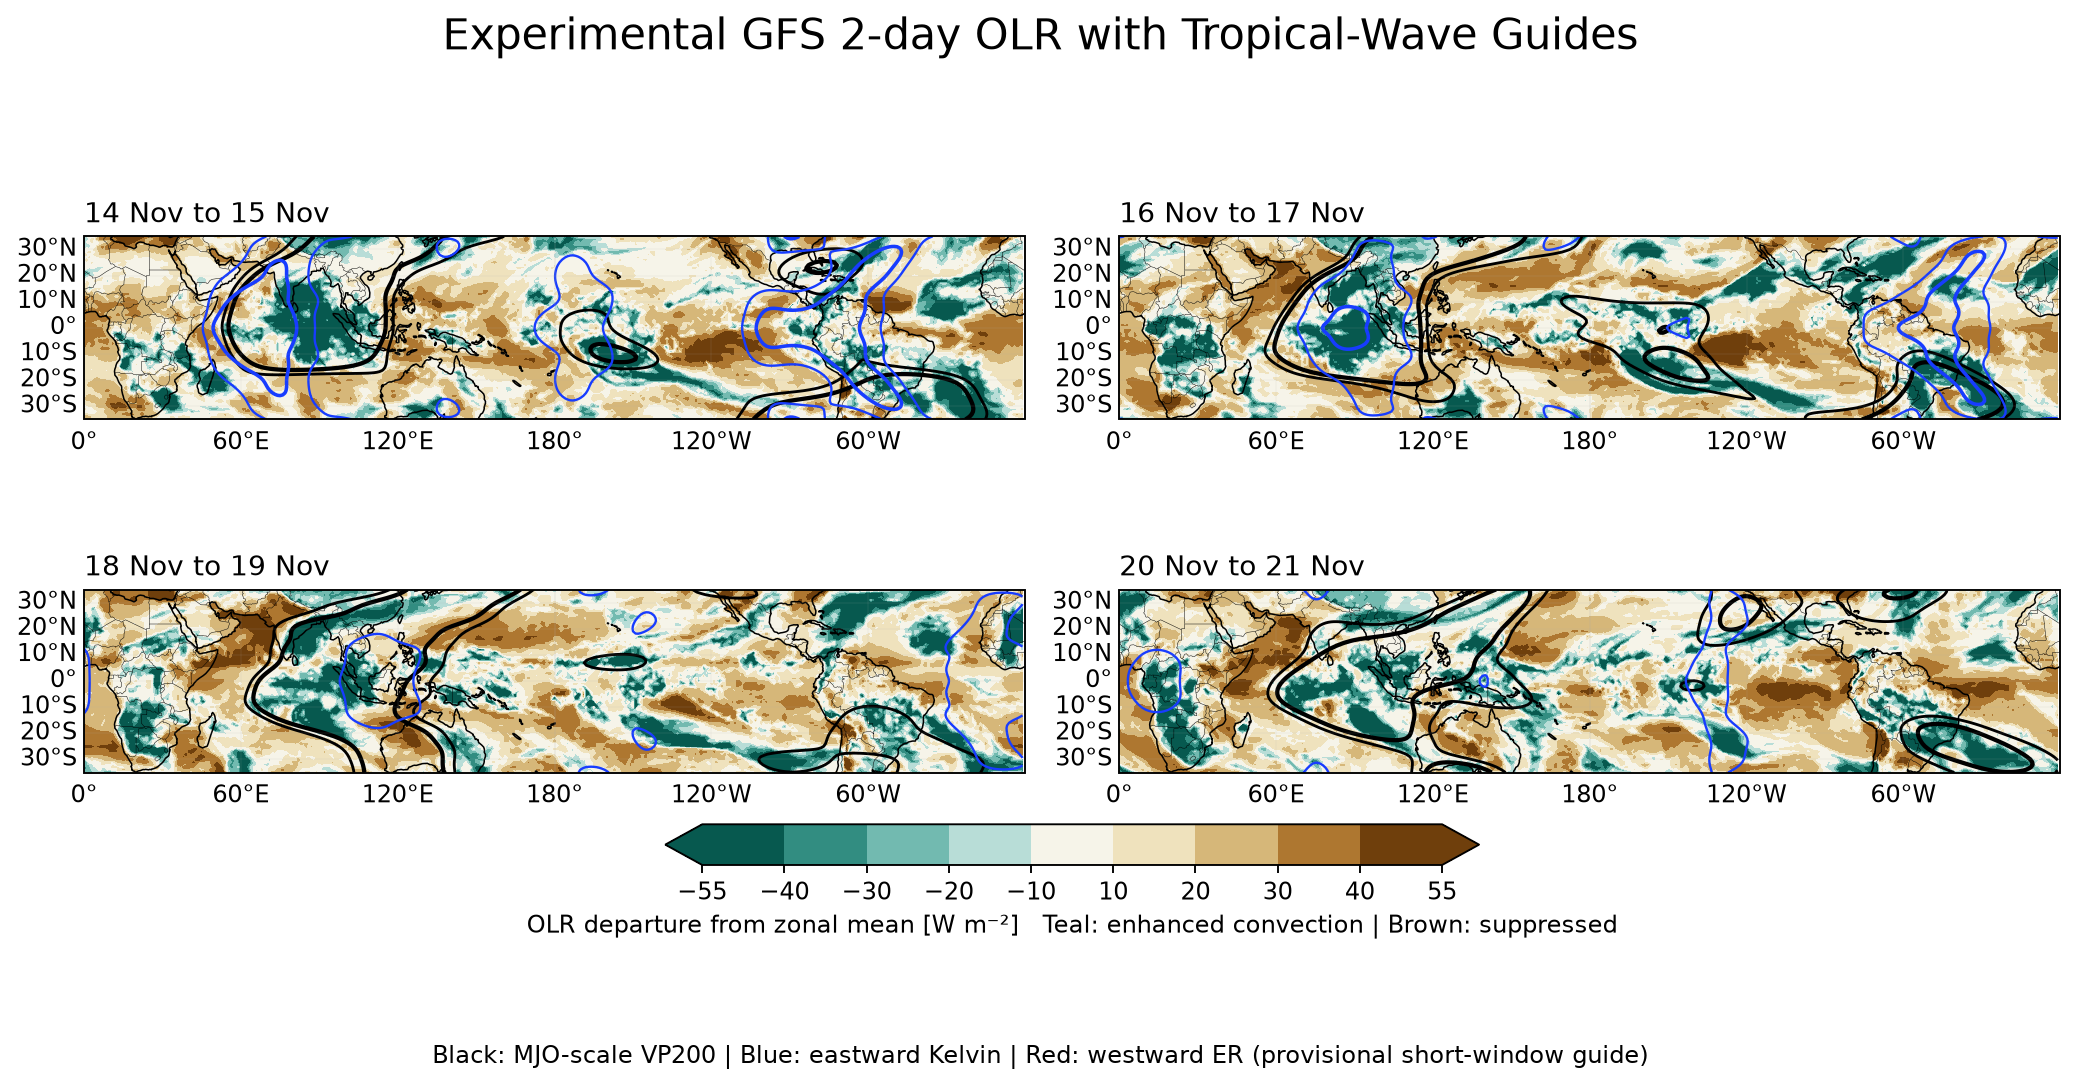 Experimental GFS 2-day OLR with Tropical-Wave Guides
14 Nov to 15 Nov
30°N
20°N
10°N
0°
10°S
20°S
30°S
0° 60°E 120°E 180° 120°W 60°W
16 Nov to 17 Nov
30°N
20°N
10°N
0°
10°S
20°S
30°S
0° 60°E 120°E 180° 120°W 60°W
18 Nov to 19 Nov
30°N
20°N
10°N
0°
10°S
20°S
30°S
0° 60°E 120°E 180° 120°W 60°W
20 Nov to 21 Nov
30°N
20°N
10°N
0°
10°S
20°S
30°S
0° 60°E 120°E 180° 120°W 60°W
−55 −40 −30 −20 −10 10 20 30 40 55
OLR departure from zonal mean [W m⁻²] Teal: enhanced convection | Brown: suppressed
Black: MJO-scale VP200 | Blue: eastward Kelvin | Red: westward ER (provisional short-window guide)